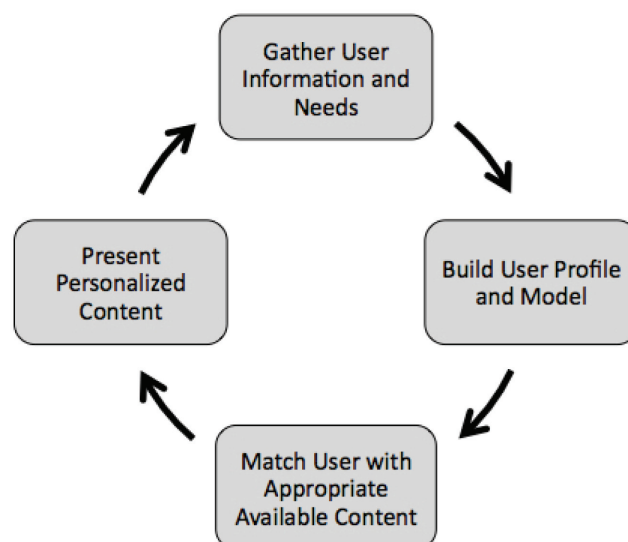 Gather User
Information and
Needs
Build User Profile
and Model
Match User with
Appropriate
Available Content
Present
Personalized
Content